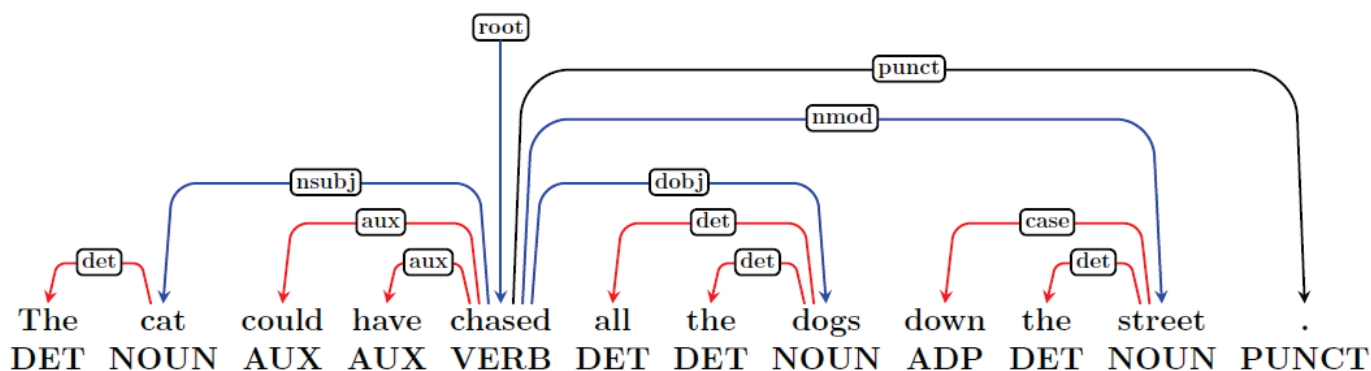 root
punct
nmod
nsubj dobj
aux det case
det aux det det
The cat could have chased all the dogs down the street .
DET NOUN AUX AUX VERB DET DET NOUN ADP DET NOUN PUNCT